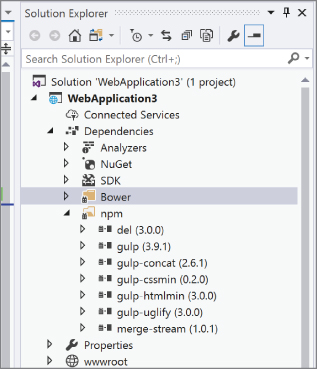 Solution Explorer
Search Solution Explorer (Ctrl+;)
Solution 'WebApplication3' (1 project)
WebApplication3
Connected Services
Dependencies
Analyzers
NuGet
SDK
Bower
npm
del (3.0.0)
gulp (3.9.1)
gulp-concat (2.6.1)
gulp-cssmin (0.2.0)
gulp-htmlmin (3.0.0)
gulp-uglify (3.0.0)
merge-stream (1.0.1)
Properties
wwwroot